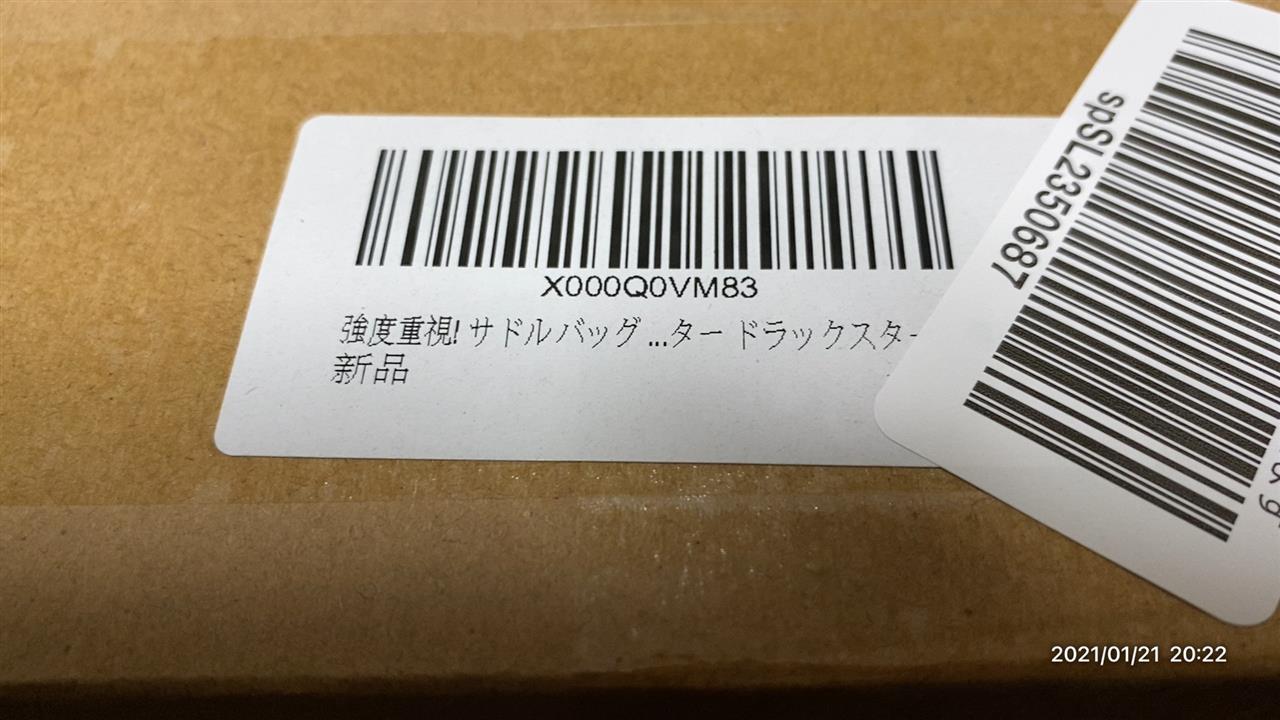 X000Q0VM83
強度重視! サドルバッグ ...ター ドラックスター
新品
spSL2350687
2021/01/21 20:22